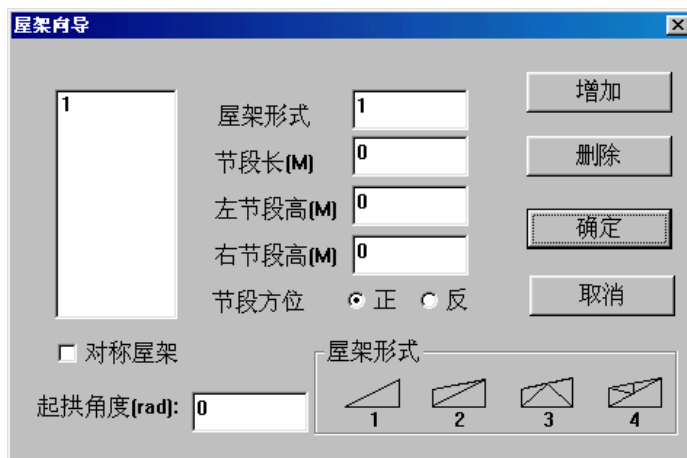 屋架向导
1
屋架形式 1
节段长(M) 0
左节段高(M) 0
右节段高(M) 0
节段方位 正 反
增加
删除
确定
取消
对称屋架
起拱角度(rad): 0
屋架形式
1 2 3 4